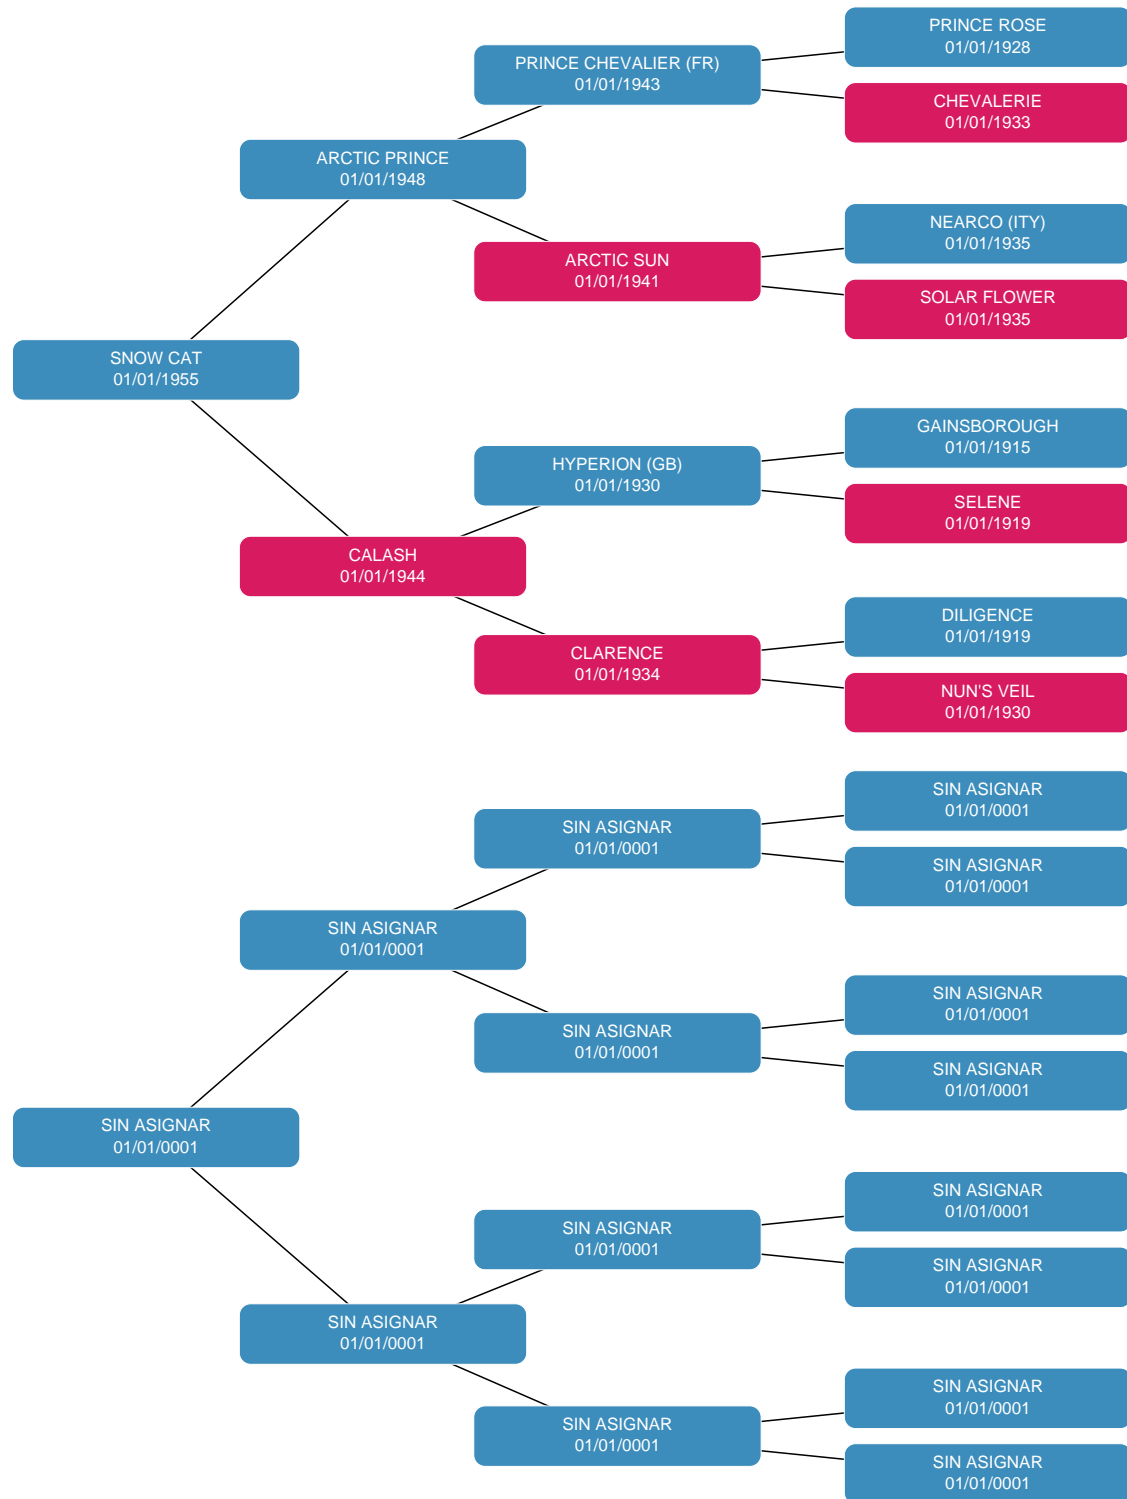 PRINCE ROSE
01/01/1928
PRINCE CHEVALIER (FR)
01/01/1943
CHEVALERIE
01/01/1933
ARCTIC PRINCE
01/01/1948
NEARCO (ITY)
01/01/1935
ARCTIC SUN
01/01/1941
SOLAR FLOWER
01/01/1935
SNOW CAT
01/01/1955
GAINSBOROUGH
01/01/1915
HYPERION (GB)
01/01/1930
SELENE
01/01/1919
CALASH
01/01/1944
DILIGENCE
01/01/1919
CLARENCE
01/01/1934
NUN'S VEIL
01/01/1930
SIN ASIGNAR
01/01/0001
SIN ASIGNAR
01/01/0001
SIN ASIGNAR
01/01/0001
SIN ASIGNAR
01/01/0001
SIN ASIGNAR
01/01/0001
SIN ASIGNAR
01/01/0001
SIN ASIGNAR
01/01/0001
SIN ASIGNAR
01/01/0001
SIN ASIGNAR
01/01/0001
SIN ASIGNAR
01/01/0001
SIN ASIGNAR
01/01/0001
SIN ASIGNAR
01/01/0001
SIN ASIGNAR
01/01/0001
SIN ASIGNAR
01/01/0001
SIN ASIGNAR
01/01/0001